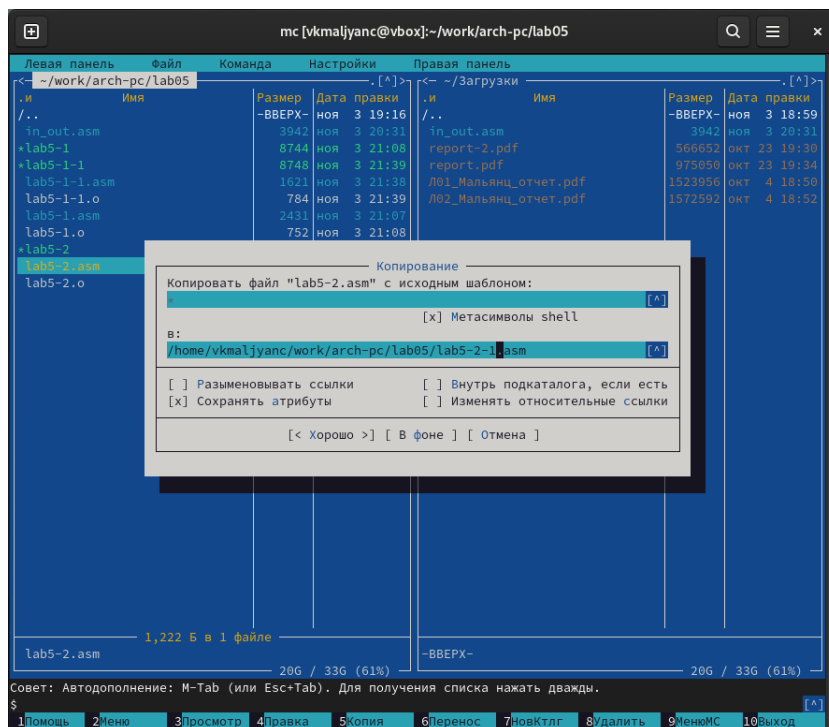 mc [vkmaljyanc@vbox]:~/work/arch-pc/lab05
Левая панель Файл Команда Настройки Правая панель
<— ~/work/arch-pc/lab05 .[^]> <— ~/Загрузки .[^]>
.и Имя Размер Дата правки .и Имя Размер Дата правки
/.. -ВВЕРХ- ноя 3 19:16 /.. -ВВЕРХ- ноя 3 18:59
in_out.asm 3942 ноя 3 20:31 in_out.asm 3942 ноя 3 20:31
*lab5-1 8744 ноя 3 21:08 report-2.pdf 566652 окт 23 19:30
*lab5-1-1 8748 ноя 3 21:39 report.pdf 975050 окт 23 19:34
lab5-1-1.asm 1621 ноя 3 21:38 Л01_Мальянц_отчет.pdf 1523956 окт 4 18:50
lab5-1-1.o 784 ноя 3 21:39 Л02_Мальянц_отчет.pdf 1572592 окт 4 18:52
lab5-1.asm 2431 ноя 3 21:07
lab5-1.o 752 ноя 3 21:08
*lab5-2
lab5-2.asm
lab5-2.o
Копирование
Копировать файл "lab5-2.asm" с исходным шаблоном:
* [^]
[x] Метасимволы shell
в:
/home/vkmaljyanc/work/arch-pc/lab05/lab5-2-1.asm [^]
[ ] Разыменовывать ссылки [ ] Внутрь подкаталога, если есть
[x] Сохранять атрибуты [ ] Изменять относительные ссылки
[< Хорошо >] [ В фоне ] [ Отмена ]
1,222 Б в 1 файле
lab5-2.asm -ВВЕРХ-
20G / 33G (61%) 20G / 33G (61%)
Совет: Автодополнение: M-Tab (или Esc+Tab). Для получения списка нажать дважды.
$ [^]
1Помощь 2Меню 3Просмотр 4Правка 5Копия 6Перенос 7НовКтлг 8Удалить 9МенюMC 10Выход